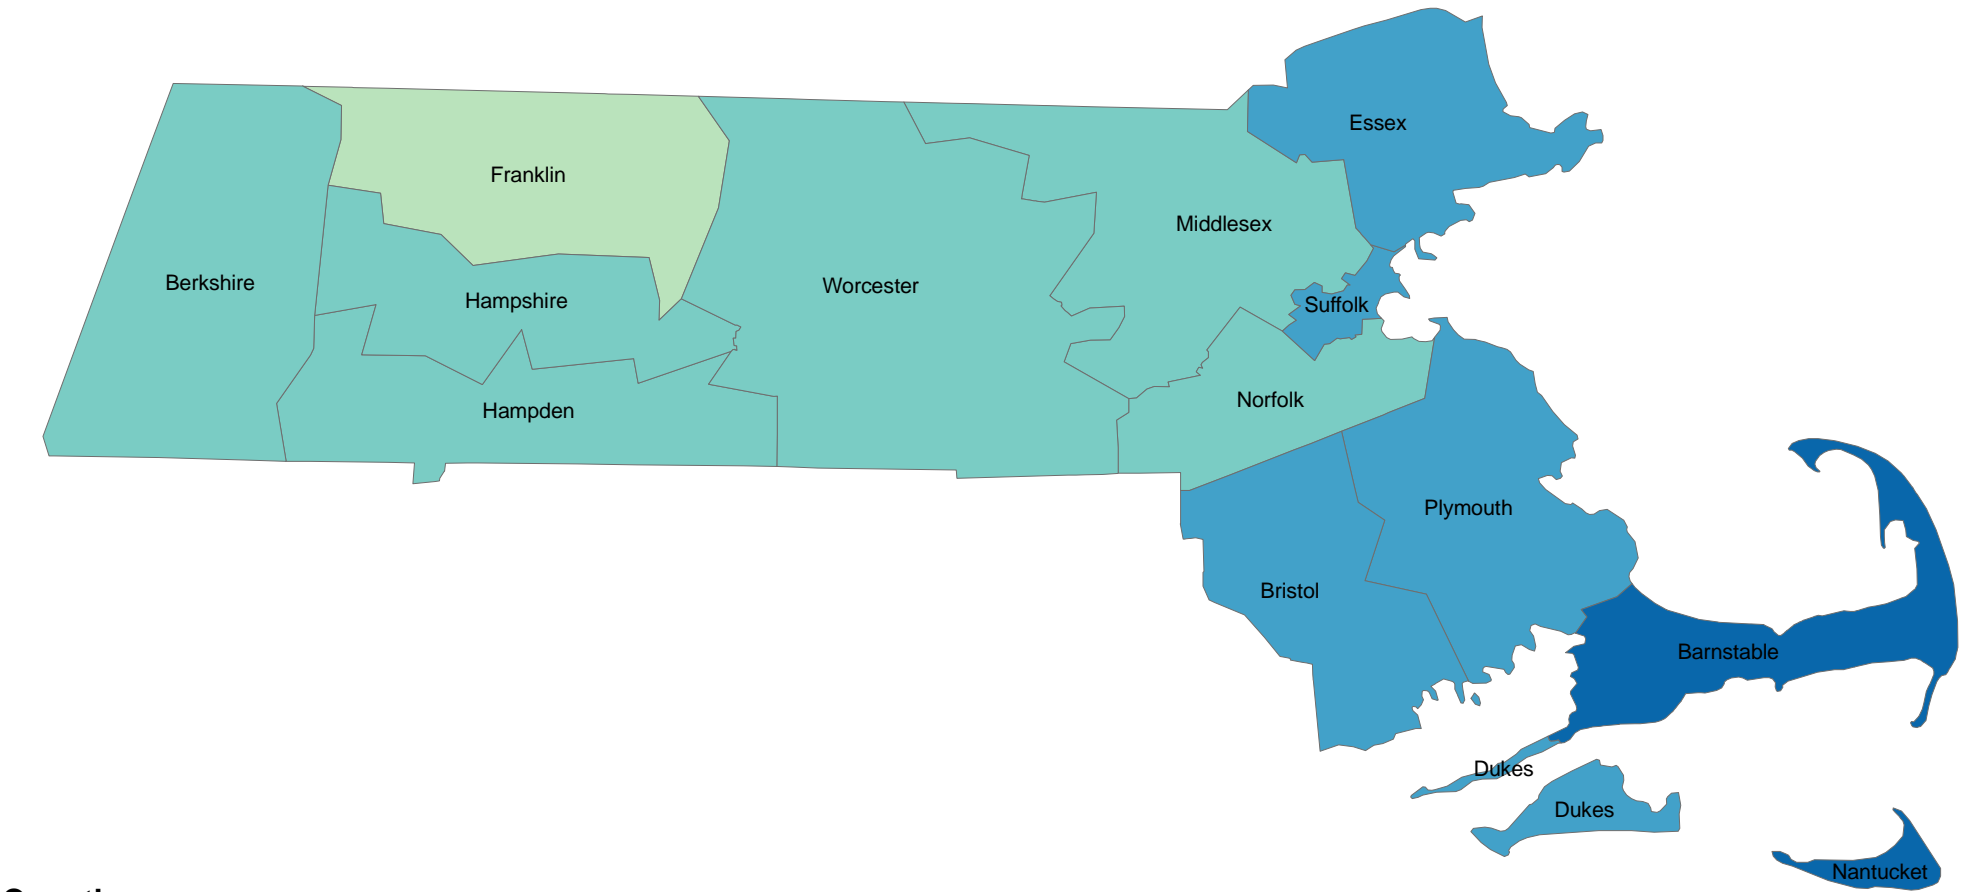 Essex
Franklin
Middlesex
Berkshire
Worcester
Hampshire
Suffolk
Norfolk
Hampden
Plymouth
Bristol
Barnstable
Dukes
Dukes
Nantucket